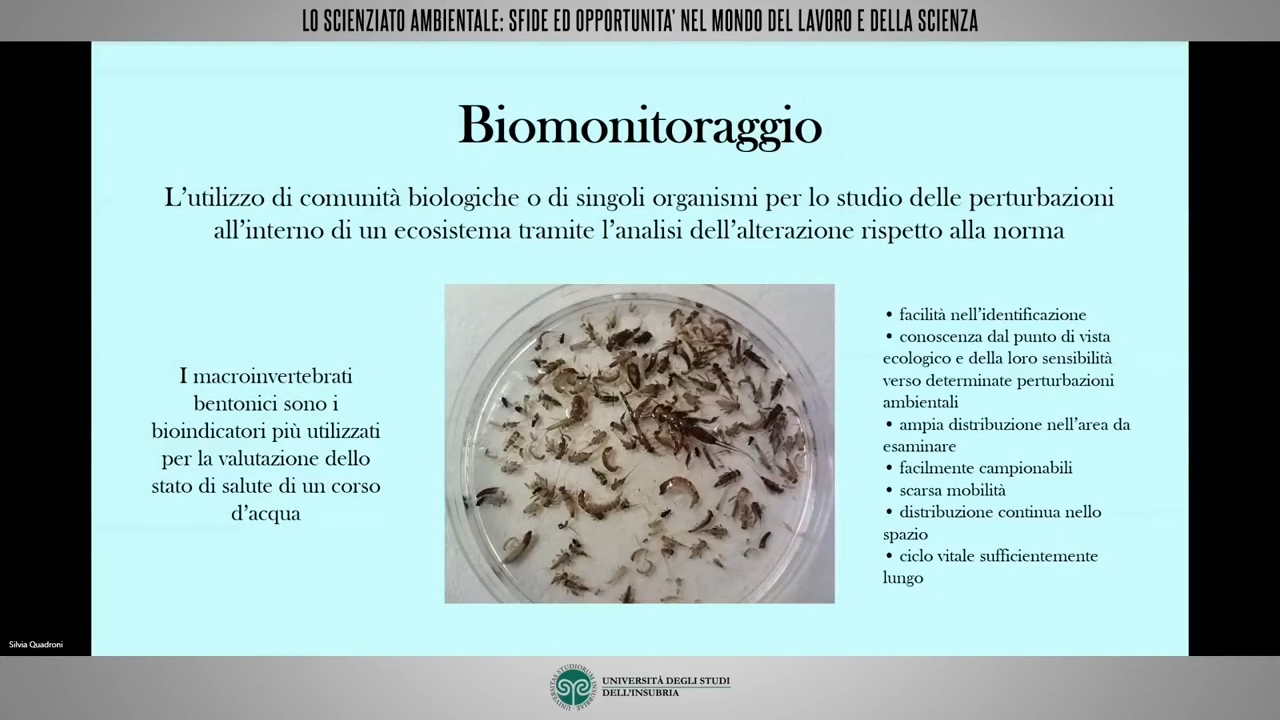 LO SCIENZIATO AMBIENTALE: SFIDE ED OPPORTUNITA' NEL MONDO DEL LAVORO E DELLA SCIENZA
Biomonitoraggio
L'utilizzo di comunità biologiche o di singoli organismi per lo studio delle perturbazioni
all'interno di un ecosistema tramite l'analisi dell'alterazione rispetto alla norma
I macroinvertebrati
bentonici sono i
bioindicatori più utilizzati
per la valutazione dello
stato di salute di un corso
d'acqua
• facilità nell'identificazione
• conoscenza dal punto di vista
ecologico e della loro sensibilità
verso determinate perturbazioni
ambientali
• ampia distribuzione nell'area da
esaminare
• facilmente campionabili
• scarsa mobilità
• distribuzione continua nello
spazio
• ciclo vitale sufficientemente
lungo
Silvia Quadroni
UNIVERSITÀ DEGLI STUDI
DELL'INSUBRIA